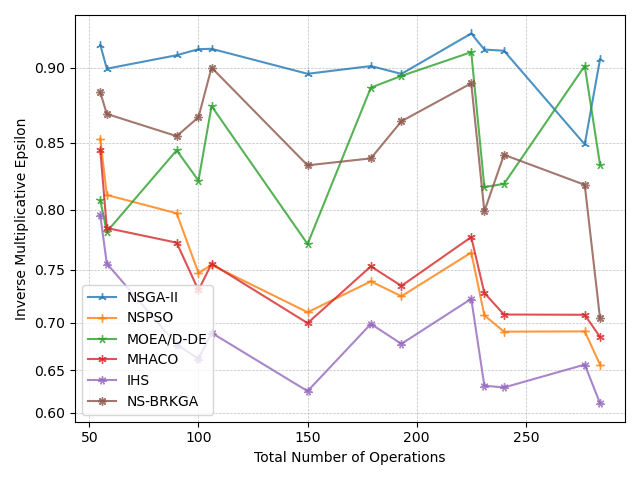 Inverse Multiplicative Epsilon
0.90
0.85
0.80
0.75
0.70
0.65
0.60
NSGA-II
NSPSO
MOEA/D-DE
MHACO
IHS
NS-BRKGA
50 100 150 200 250
Total Number of Operations